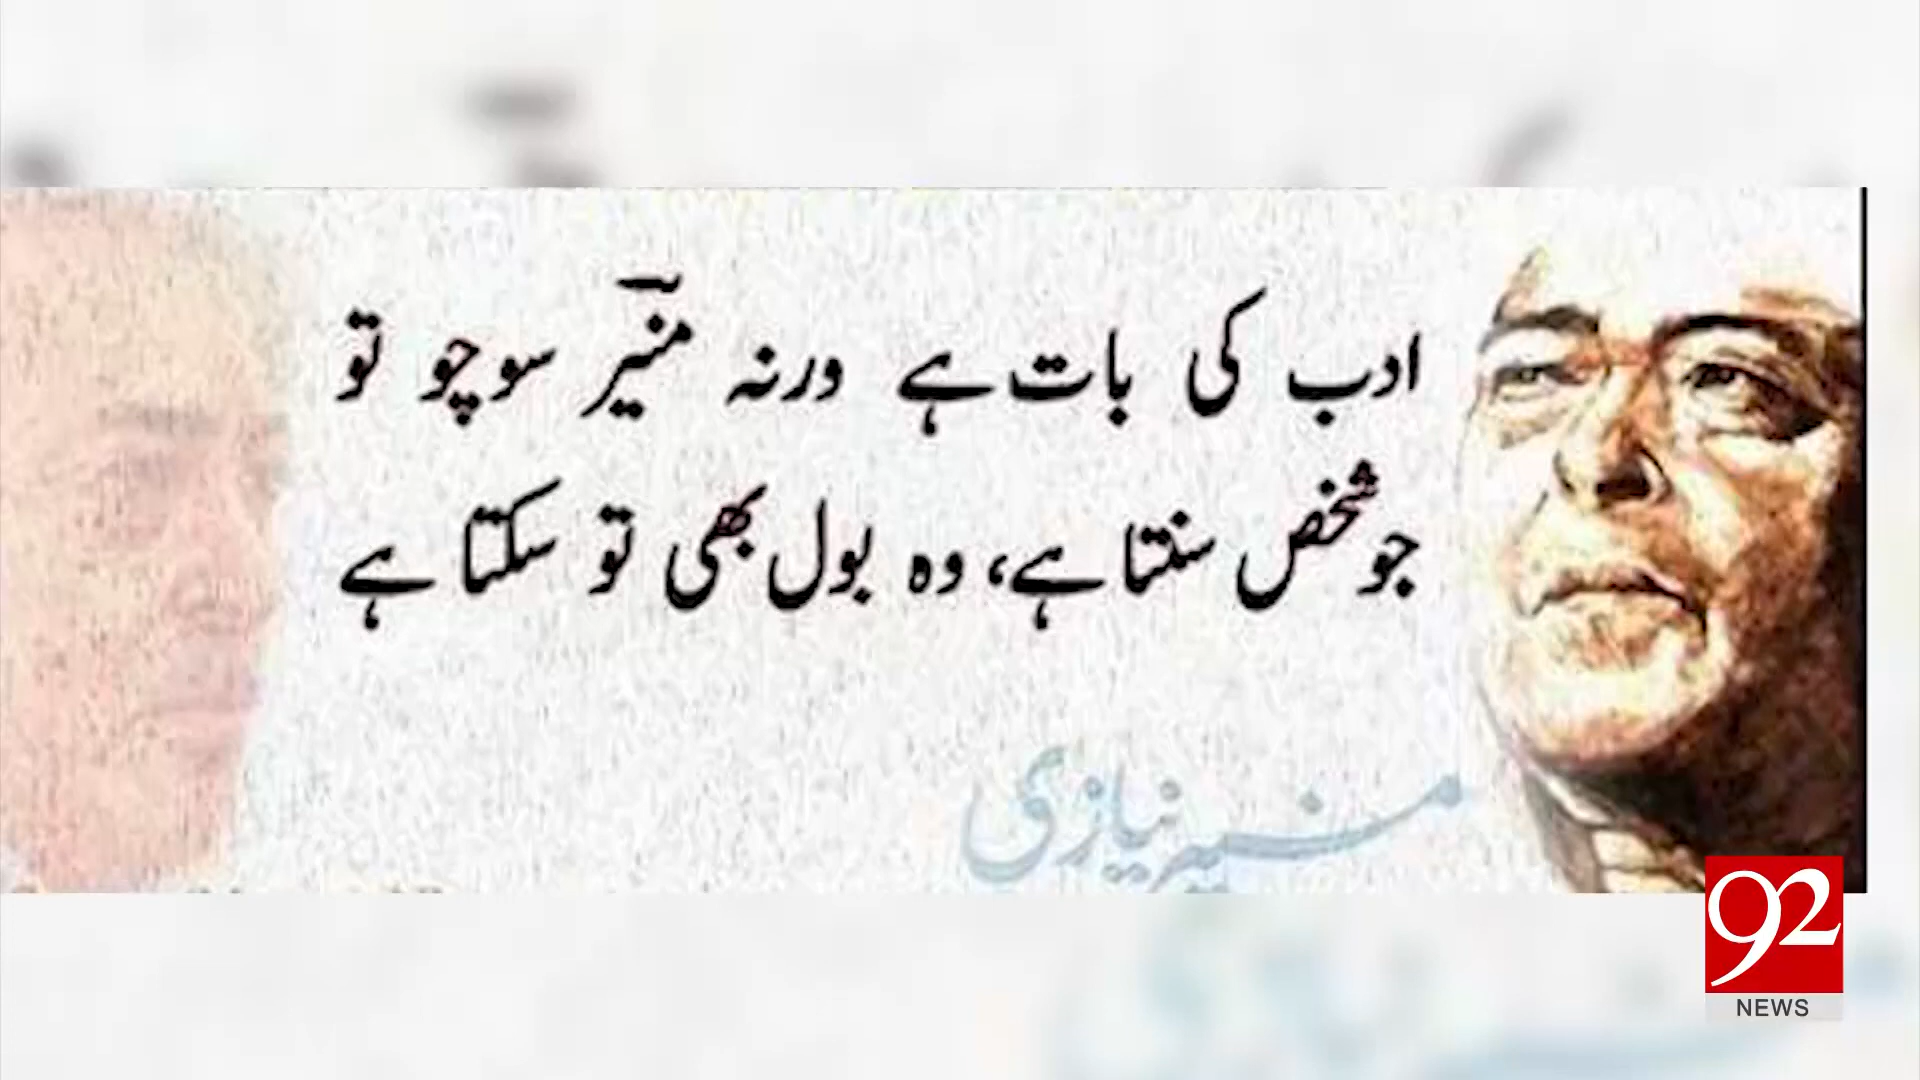 ادب کی بات ہے ورنہ منیرؔ سوچو تو
جو شخص سنتا ہے، وہ بول بھی تو سکتا ہے
منیر نیازی
92
NEWS